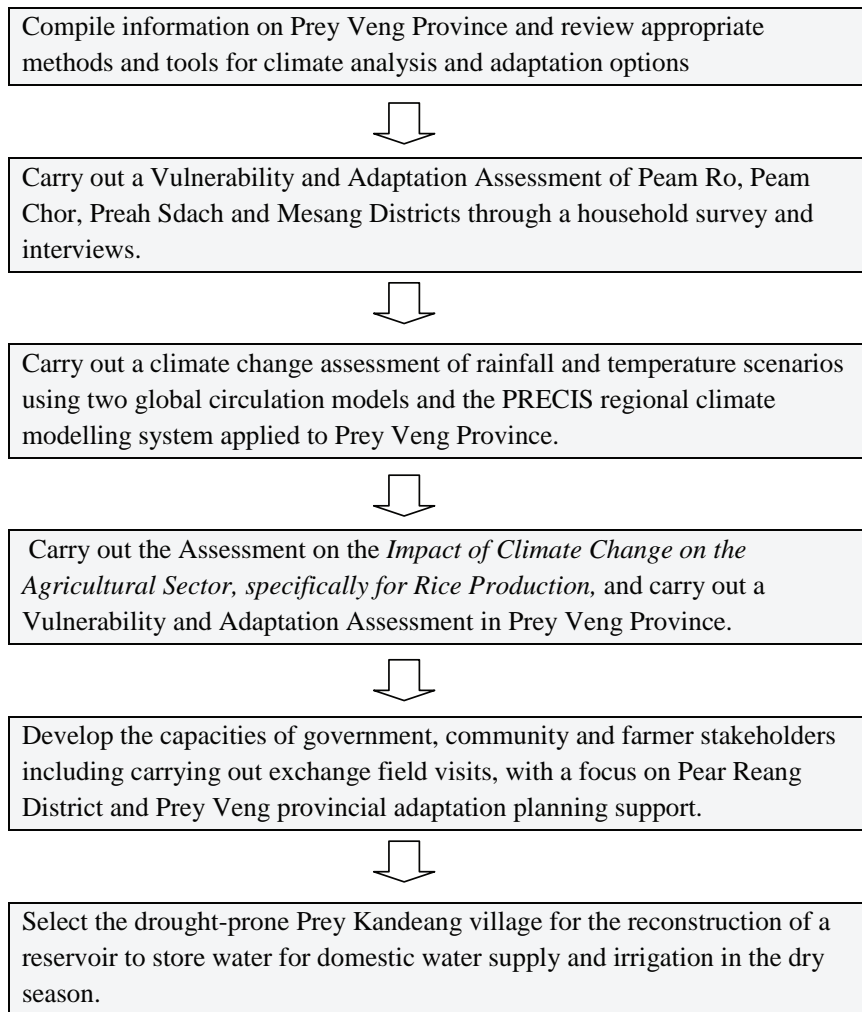 Compile information on Prey Veng Province and review appropriate
methods and tools for climate analysis and adaptation options
Carry out a Vulnerability and Adaptation Assessment of Peam Ro, Peam
Chor, Preah Sdach and Mesang Districts through a household survey and
interviews.
Carry out a climate change assessment of rainfall and temperature scenarios
using two global circulation models and the PRECIS regional climate
modelling system applied to Prey Veng Province.
Carry out the Assessment on the Impact of Climate Change on the
Agricultural Sector, specifically for Rice Production, and carry out a
Vulnerability and Adaptation Assessment in Prey Veng Province.
Develop the capacities of government, community and farmer stakeholders
including carrying out exchange field visits, with a focus on Pear Reang
District and Prey Veng provincial adaptation planning support.
Select the drought-prone Prey Kandeang village for the reconstruction of a
reservoir to store water for domestic water supply and irrigation in the dry
season.